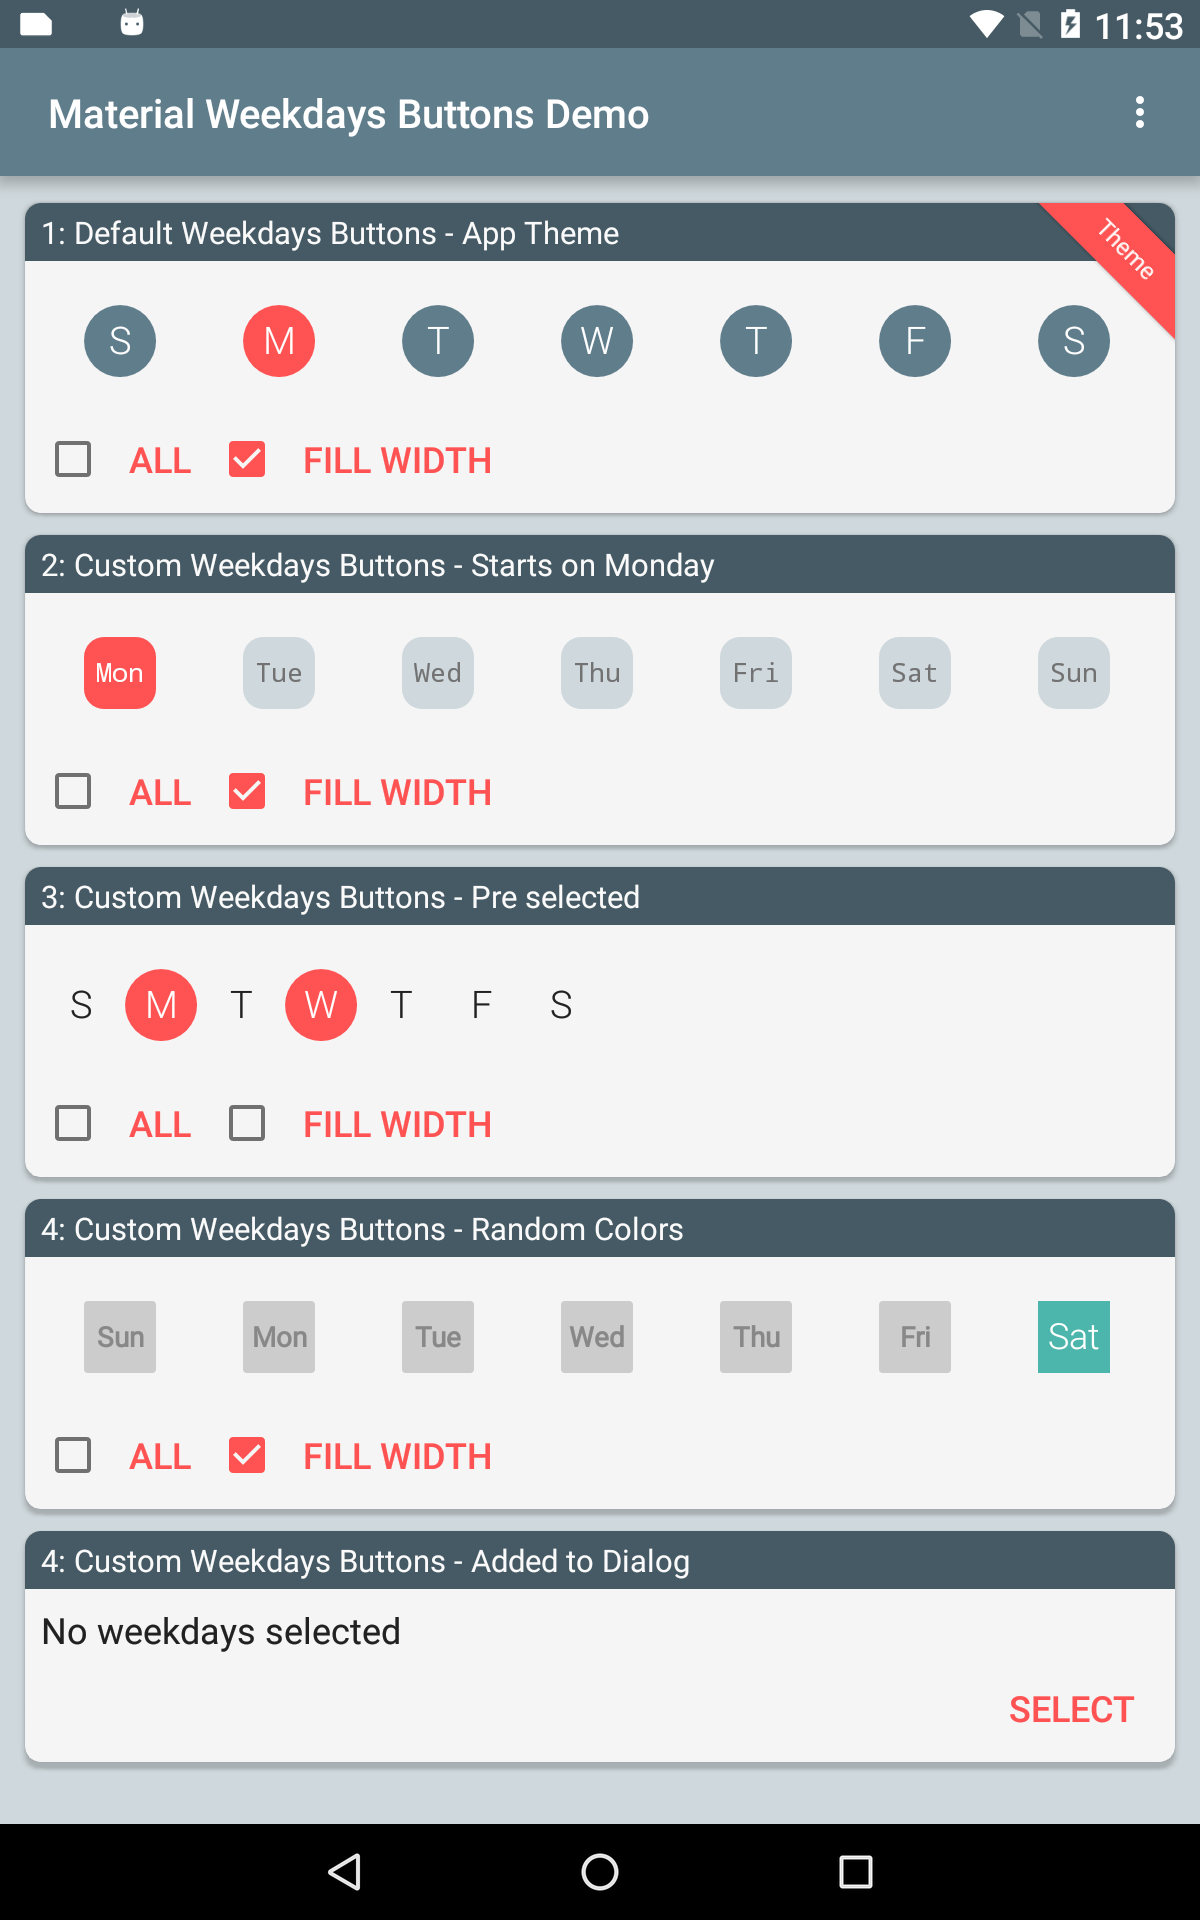 11:53
Material Weekdays Buttons Demo
1: Default Weekdays Buttons - App Theme
Theme
S M T W T F S
ALL FILL WIDTH
2: Custom Weekdays Buttons - Starts on Monday
Mon Tue Wed Thu Fri Sat Sun
ALL FILL WIDTH
3: Custom Weekdays Buttons - Pre selected
S M T W T F S
ALL FILL WIDTH
4: Custom Weekdays Buttons - Random Colors
Sun Mon Tue Wed Thu Fri Sat
ALL FILL WIDTH
4: Custom Weekdays Buttons - Added to Dialog
No weekdays selected
SELECT